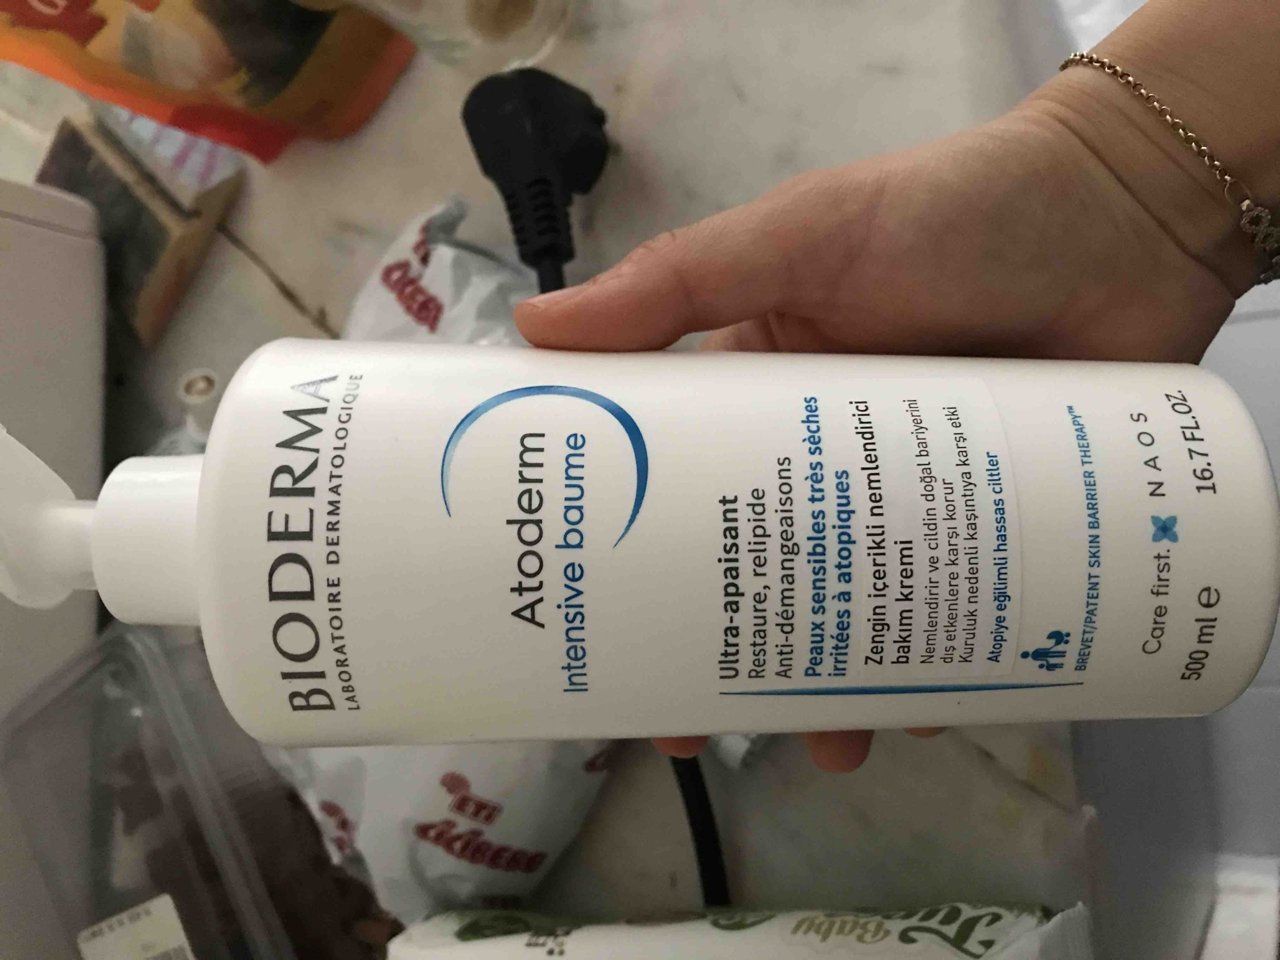 BIODERMA
LABORATOIRE DERMATOLOGIQUE
Atoderm
Intensive baume
Ultra-apaisant
Restaure, relipide
Anti-démangeaisons
Peaux sensibles très sèches
irritées à atopiques
Zengin içerikli nemlendirici
bakım kremi
Nemlendirir ve cildin doğal bariyerini
dış etkenlere karşı korur
Kuruluk nedenli kaşıntıya karşı etki
Atopiye eğilimli hassas ciltler
BREVET/PATENT SKIN BARRIER THERAPY™
Care first. NAOS
500 ml e 16.7 FL.OZ.
ETi
CiCiBEBE
Baby